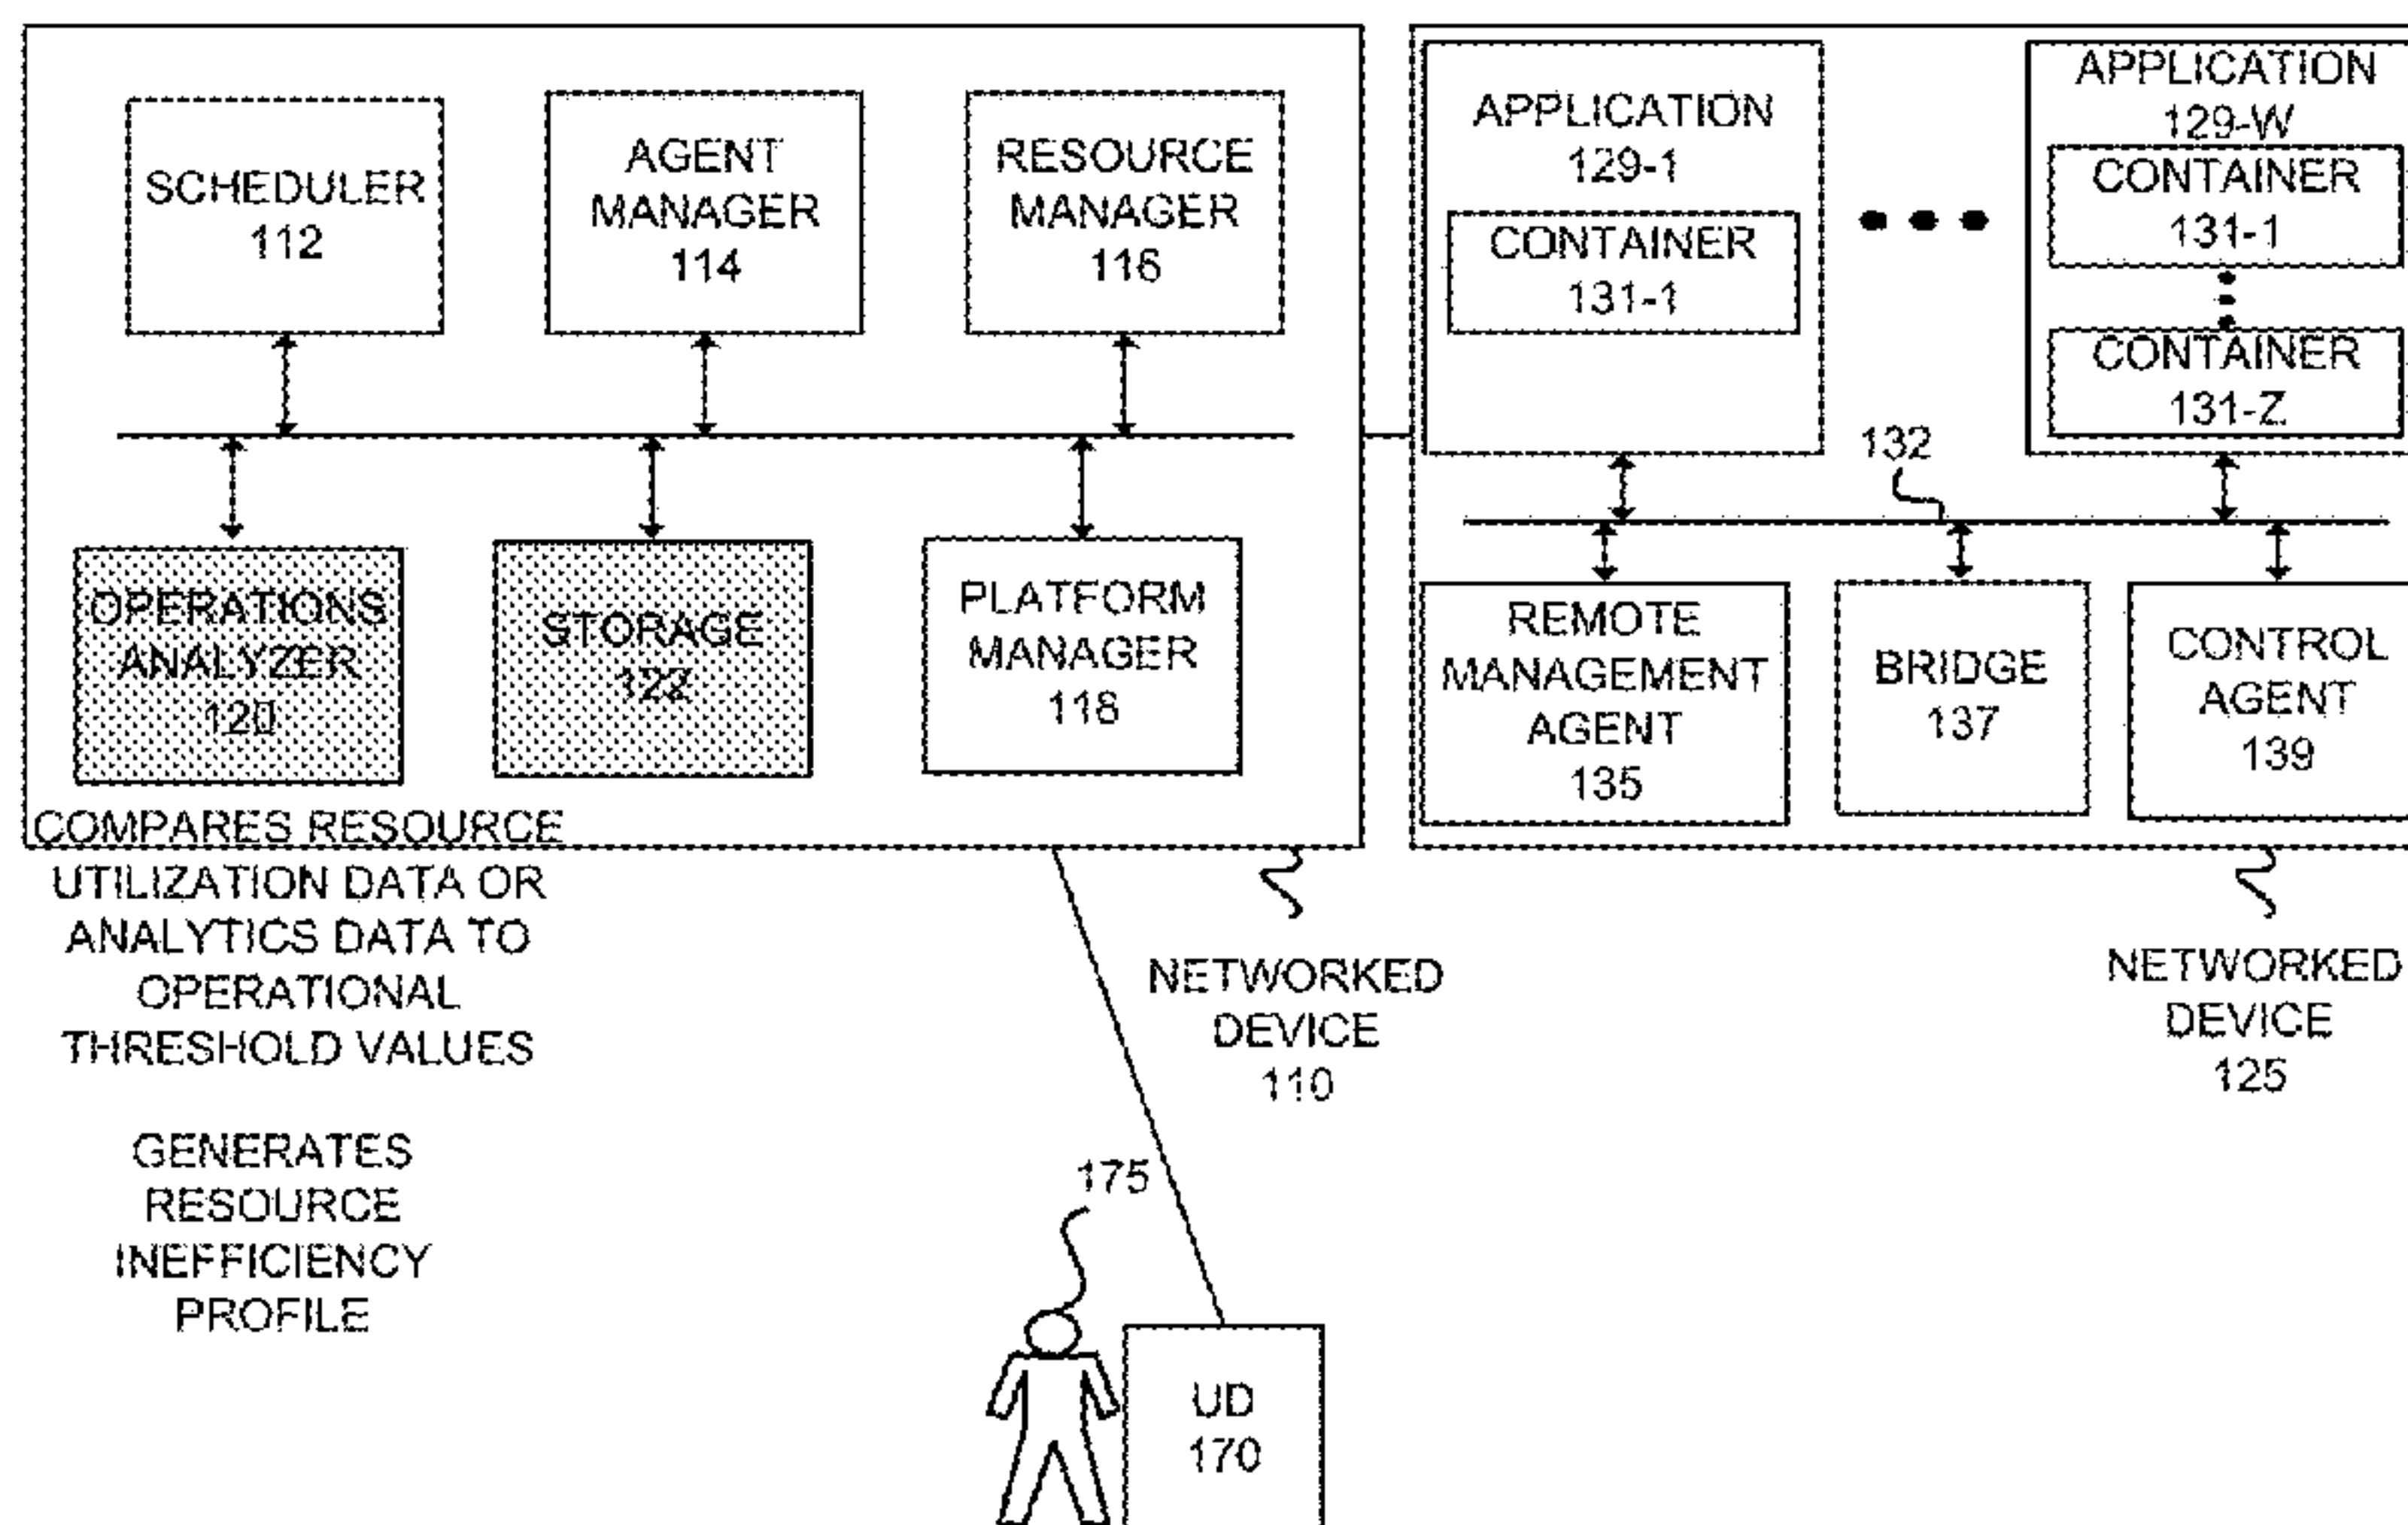 SCHEDULER
112
AGENT
MANAGER
114
RESOURCE
MANAGER
116
OPERATIONS
ANALYZER
120
STORAGE
122
PLATFORM
MANAGER
118
COMPARES RESOURCE
UTILIZATION DATA OR
ANALYTICS DATA TO
OPERATIONAL
THRESHOLD VALUES
GENERATES
RESOURCE
INEFFICIENCY
PROFILE
NETWORKED
DEVICE
110
APPLICATION
129-1
CONTAINER
131-1
APPLICATION
129-W
CONTAINER
131-1
CONTAINER
131-Z
132
REMOTE
MANAGEMENT
AGENT
135
BRIDGE
137
CONTROL
AGENT
139
NETWORKED
DEVICE
125
175
UD
170